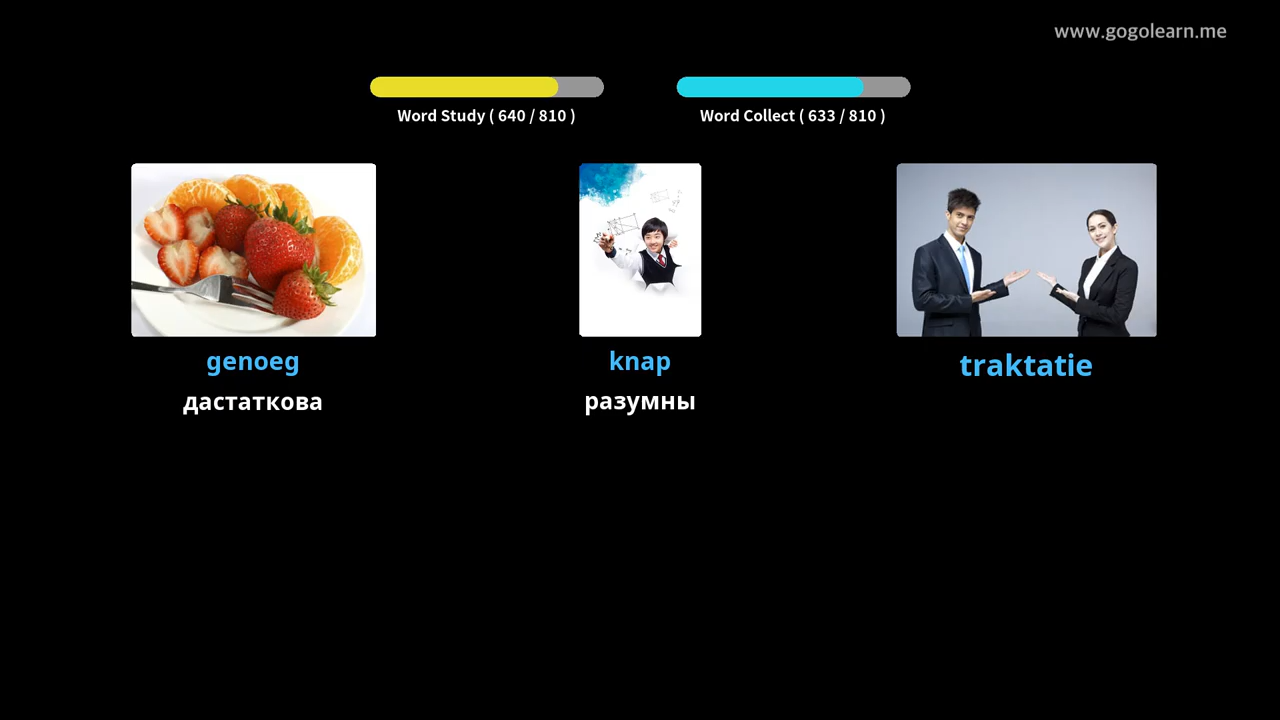 www.gogolearn.me
Word Study ( 640 / 810 )
Word Collect ( 633 / 810 )
genoeg
дастаткова
knap
разумны
traktatie